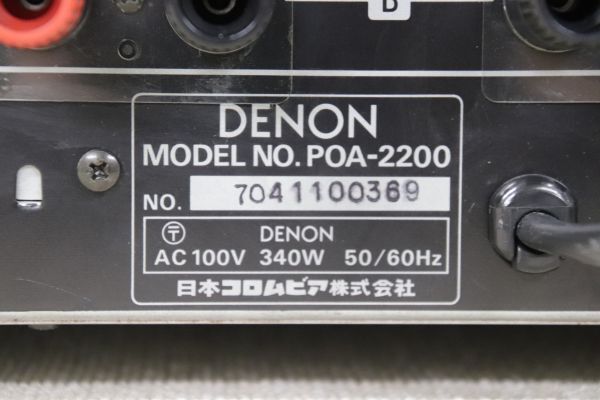 B
DENON
MODEL NO. POA-2200
NO. 7041100369
〒 DENON
AC 100V 340W 50/60Hz
日本コロムビア株式会社